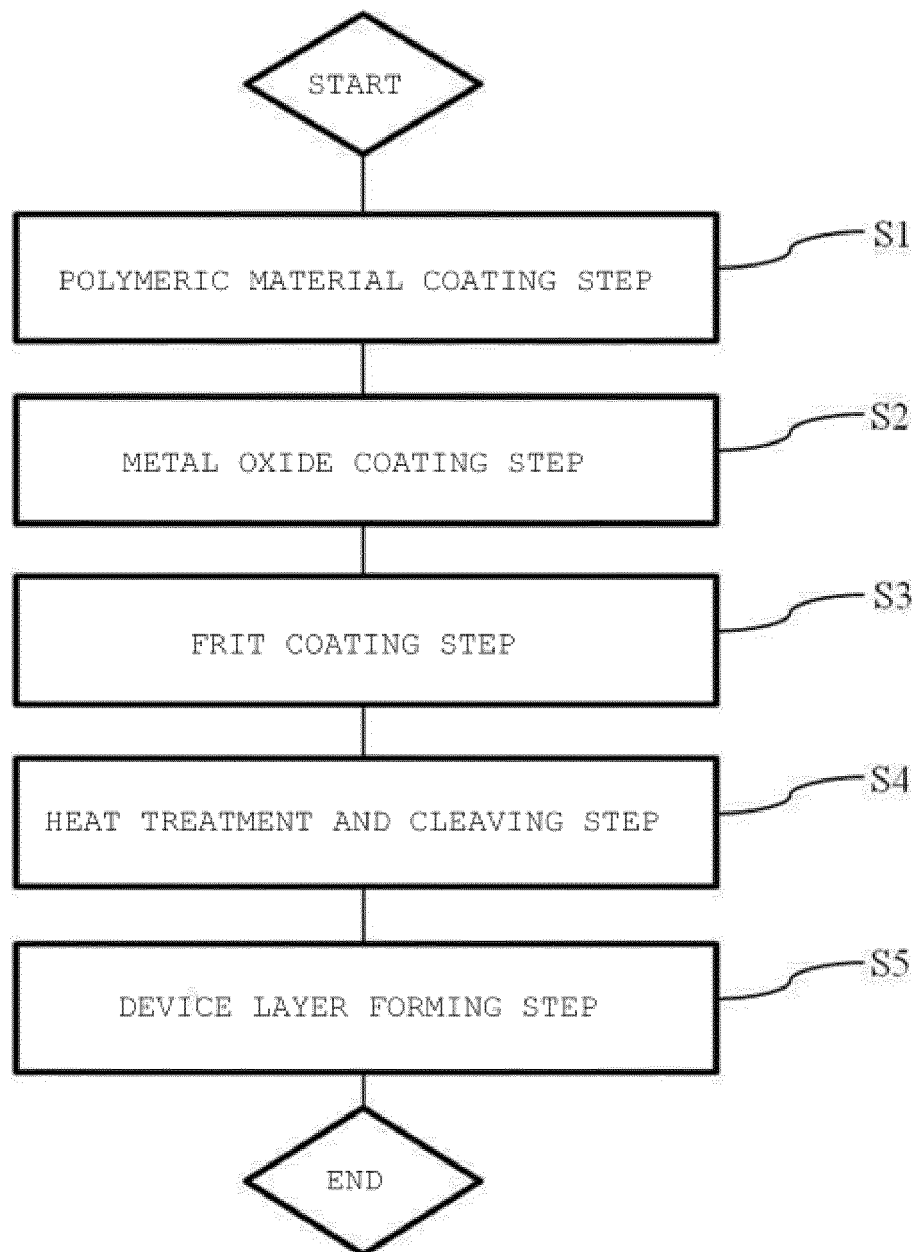 START
POLYMERIC MATERIAL COATING STEP
S1
METAL OXIDE COATING STEP
S2
FRIT COATING STEP
S3
HEAT TREATMENT AND CLEAVING STEP
S4
DEVICE LAYER FORMING STEP
S5
END